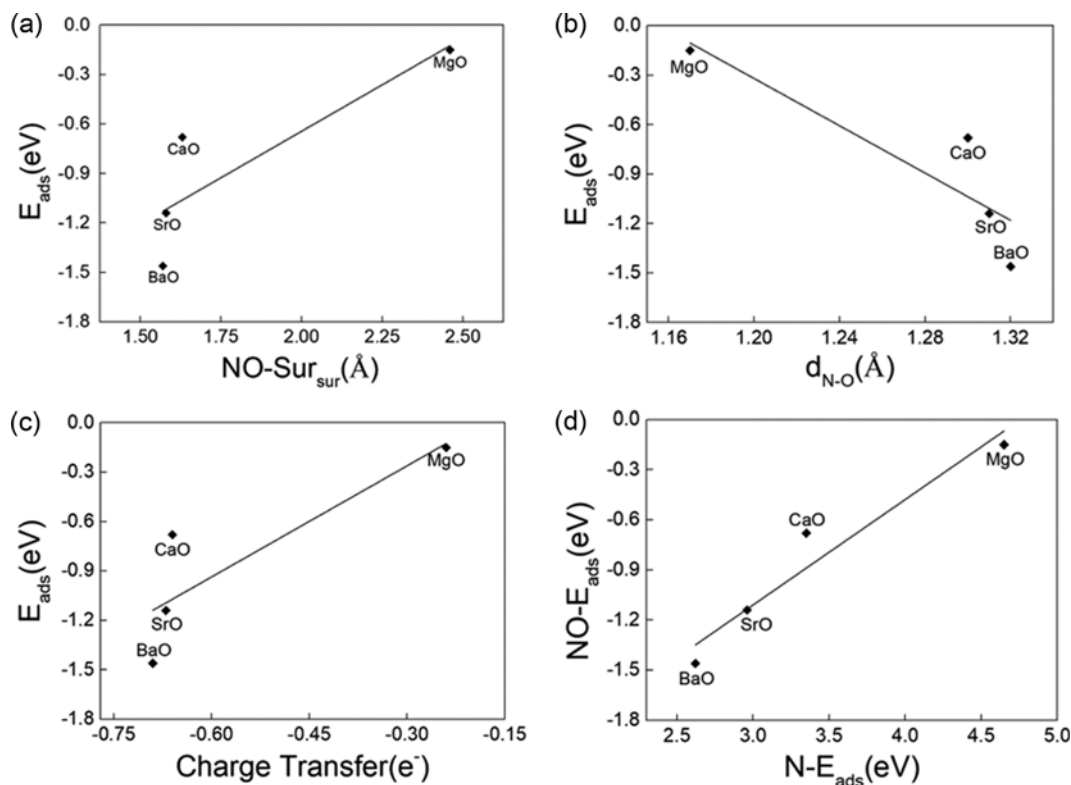 (a)
0.0
-0.3
-0.6
-0.9
-1.2
-1.5
-1.8
E_ads(eV)
MgO
CaO
SrO
BaO
1.50 1.75 2.00 2.25 2.50
NO-Sur_sur(Å)
(b)
0.0
-0.3
-0.6
-0.9
-1.2
-1.5
-1.8
E_ads(eV)
MgO
CaO
SrO
BaO
1.16 1.20 1.24 1.28 1.32
d_N-O(Å)
(c)
0.0
-0.3
-0.6
-0.9
-1.2
-1.5
-1.8
E_ads(eV)
MgO
CaO
SrO
BaO
-0.75 -0.60 -0.45 -0.30 -0.15
Charge Transfer(e⁻)
(d)
0.0
-0.3
-0.6
-0.9
-1.2
-1.5
-1.8
NO-E_ads(eV)
MgO
CaO
SrO
BaO
2.5 3.0 3.5 4.0 4.5 5.0
N-E_ads(eV)